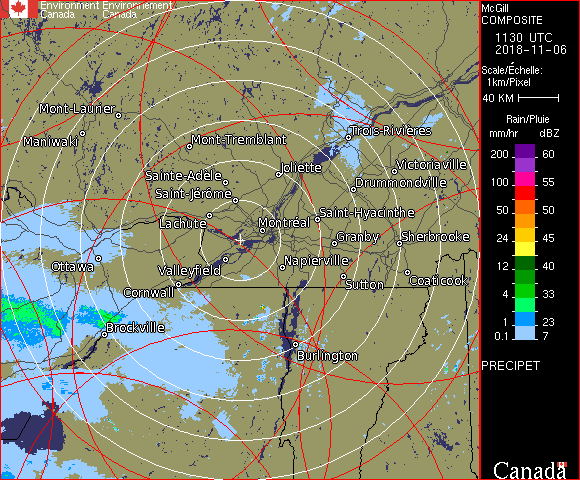 Environment Environnement
Canada Canada
McGill
COMPOSITE
1130 UTC
2018-11-06
Scale/Échelle:
1km/Pixel
40 KM
Rain/Pluie
mm/hr dBZ
200 60
100 55
50 50
24 45
12 40
4 33
1 23
0.1 7
PRECIPET
Canada
Mont-Laurier
Trois-Rivières
Maniwaki
Mont-Tremblant
Victoriaville
Joliette
Sainte-Adèle
Drummondville
Saint-Jérôme
Saint-Hyacinthe
Lachute
Montréal
Granby
Sherbrooke
Ottawa
Napierville
Valleyfield
Sutton
Coaticook
Cornwall
Brockville
Burlington